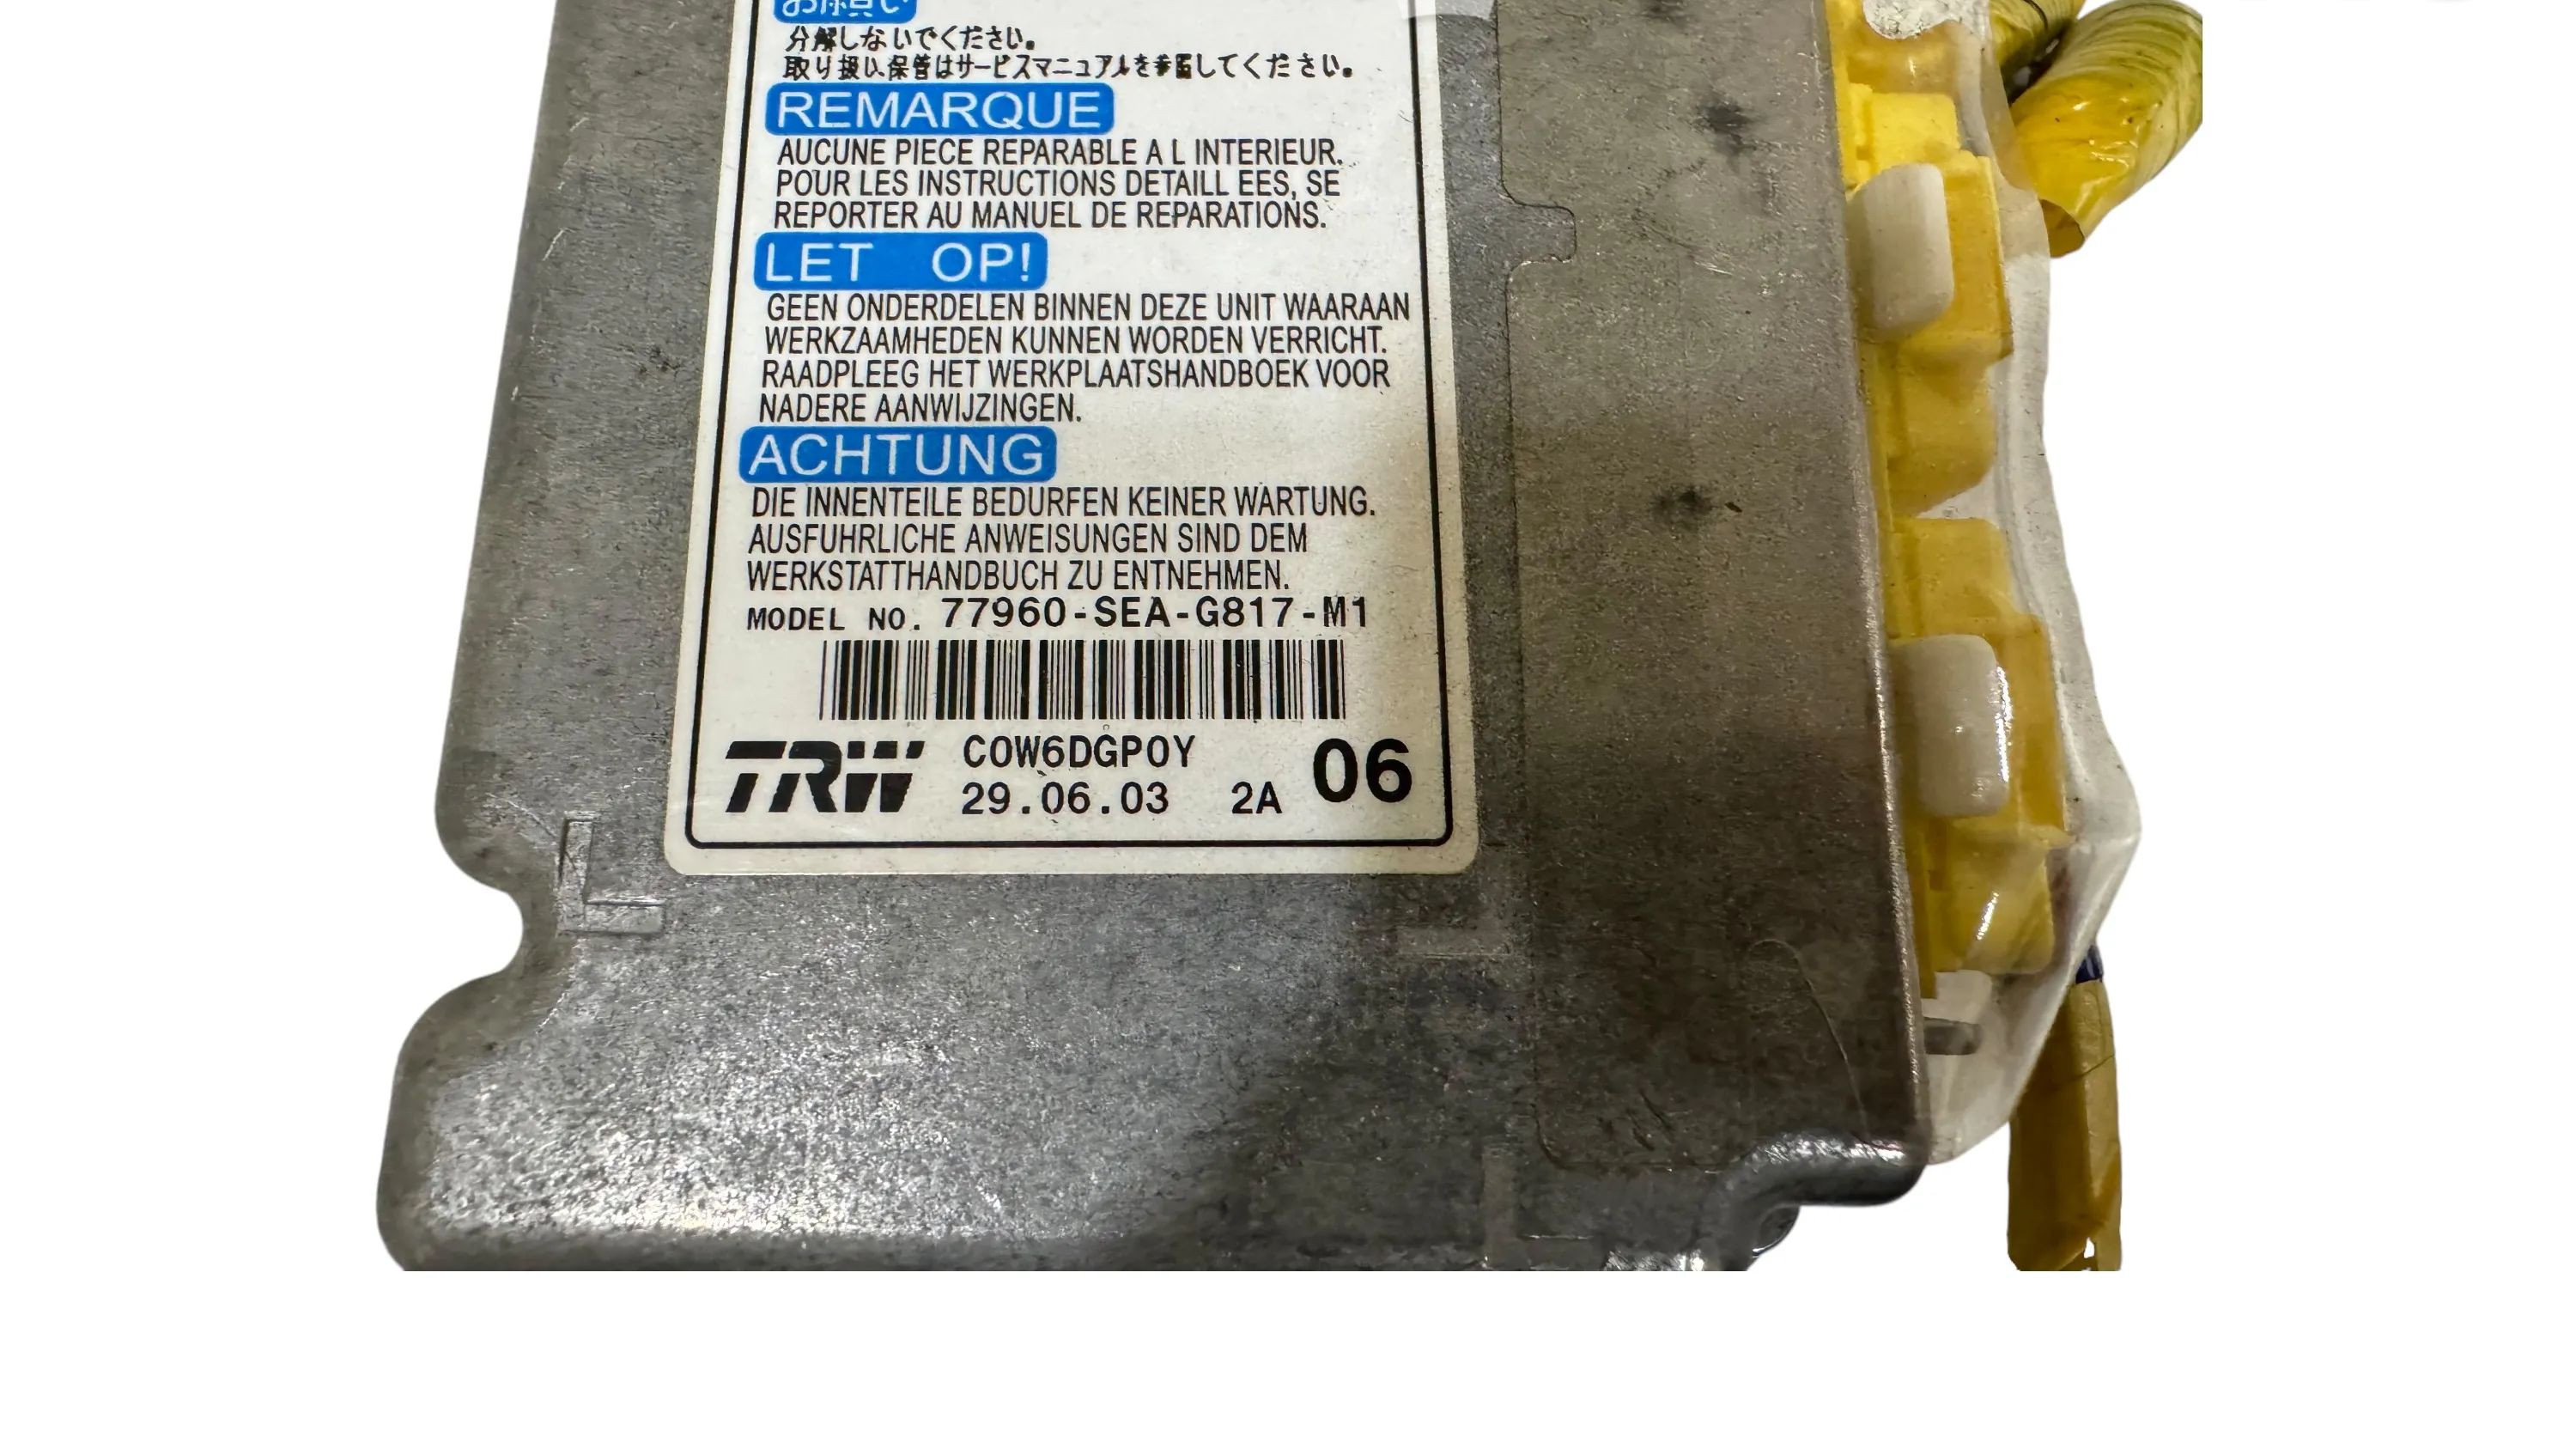 お願い
分解しないでください。
取り扱い、保管はサービスマニュアルを参照してください。
REMARQUE
AUCUNE PIECE REPARABLE A L INTERIEUR.
POUR LES INSTRUCTIONS DETAILL EES, SE
REPORTER AU MANUEL DE REPARATIONS.
LET OP!
GEEN ONDERDELEN BINNEN DEZE UNIT WAARAAN
WERKZAAMHEDEN KUNNEN WORDEN VERRICHT.
RAADPLEEG HET WERKPLAATSHANDBOEK VOOR
NADERE AANWIJZINGEN.
ACHTUNG
DIE INNENTEILE BEDURFEN KEINER WARTUNG.
AUSFUHRLICHE ANWEISUNGEN SIND DEM
WERKSTATTHANDBUCH ZU ENTNEHMEN.
MODEL NO. 77960-SEA-G817-M1
TRW C0W6DGP0Y
29.06.03 2A 06